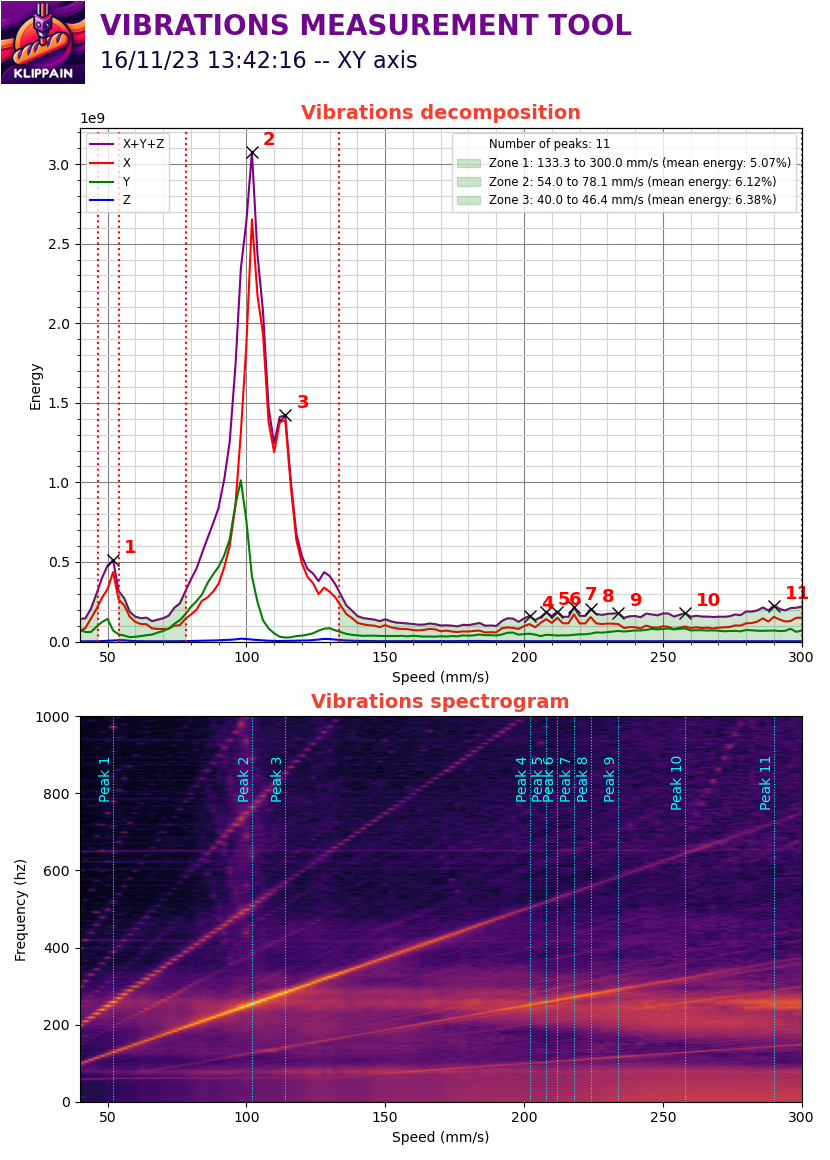 KLIPPAIN
VIBRATIONS MEASUREMENT TOOL
16/11/23 13:42:16 -- XY axis
Vibrations decomposition
1e9
X+Y+Z
X
Y
Z
Number of peaks: 11
Zone 1: 133.3 to 300.0 mm/s (mean energy: 5.07%)
Zone 2: 54.0 to 78.1 mm/s (mean energy: 6.12%)
Zone 3: 40.0 to 46.4 mm/s (mean energy: 6.38%)
3.0
2.5
2.0
1.5
1.0
0.5
0.0
Energy
1
2
3
4
5
6
7
8
9
10
11
50
100
150
200
250
300
Speed (mm/s)
Vibrations spectrogram
1000
800
600
400
200
0
Frequency (hz)
Peak 1
Peak 2
Peak 3
Peak 4
Peak 5
Peak 6
Peak 7
Peak 8
Peak 9
Peak 10
Peak 11
50
100
150
200
250
300
Speed (mm/s)